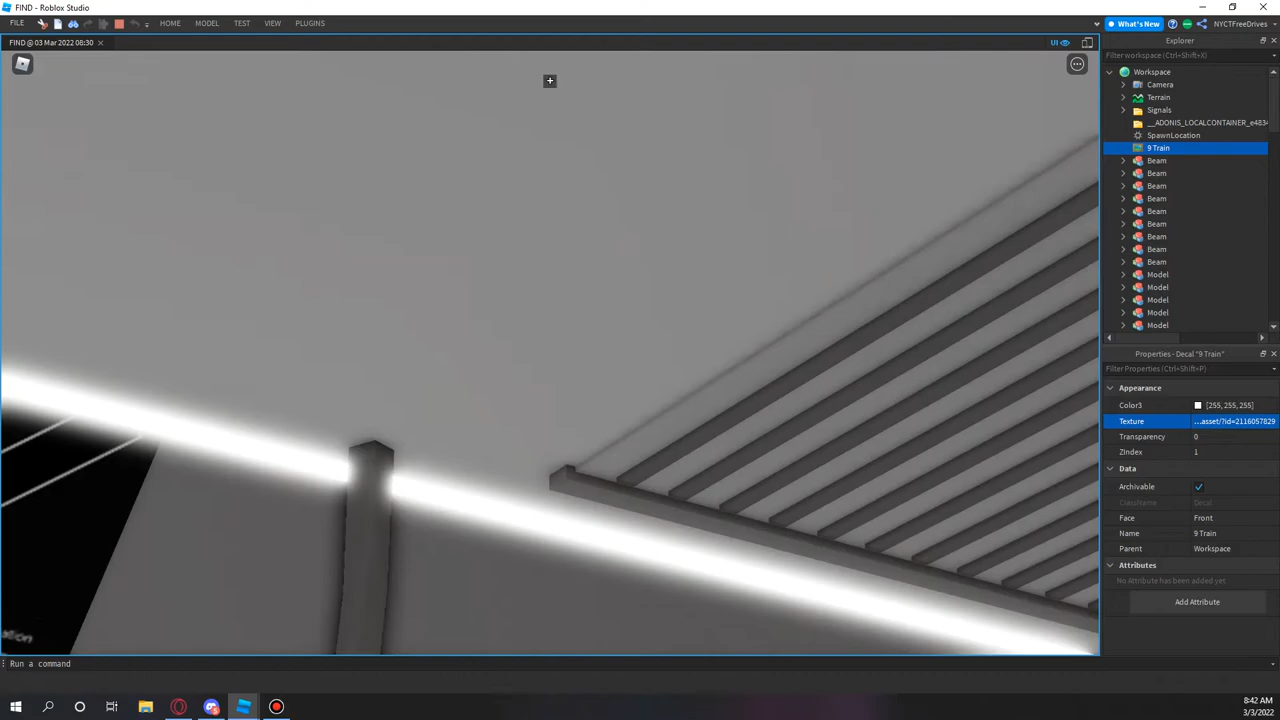 FIND - Roblox Studio
FILE HOME MODEL TEST VIEW PLUGINS What's New NYCTFreeDrives
FIND @ 03 Mar 2022 08:30 UI
Explorer
Filter workspace (Ctrl+Shift+X)
Workspace
Camera
Terrain
Signals
__ADONIS_LOCALCONTAINER_e4834
SpawnLocation
9 Train
Beam
Beam
Beam
Beam
Beam
Beam
Beam
Beam
Beam
Model
Model
Model
Model
Model
Properties - Decal "9 Train"
Filter Properties (Ctrl+Shift+P)
Appearance
Color3 [255, 255, 255]
Texture ...asset/?id=2116057829
Transparency 0
ZIndex 1
Data
Archivable
ClassName Decal
Face Front
Name 9 Train
Parent Workspace
Attributes
No Attribute has been added yet
Add Attribute
Run a command
8:42 AM
3/3/2022